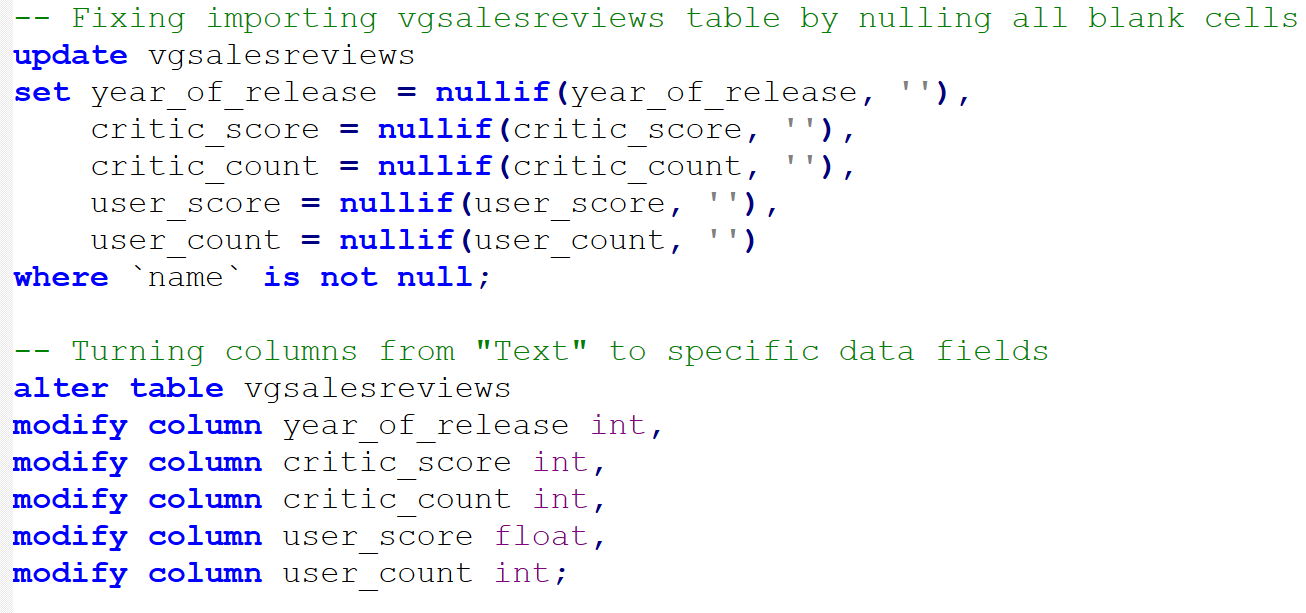 -- Fixing importing vgsalesreviews table by nulling all blank cells
update vgsalesreviews
set year_of_release = nullif(year_of_release, ''),
    critic_score = nullif(critic_score, ''),
    critic_count = nullif(critic_count, ''),
    user_score = nullif(user_score, ''),
    user_count = nullif(user_count, '')
where `name` is not null;

-- Turning columns from "Text" to specific data fields
alter table vgsalesreviews
modify column year_of_release int,
modify column critic_score int,
modify column critic_count int,
modify column user_score float,
modify column user_count int;